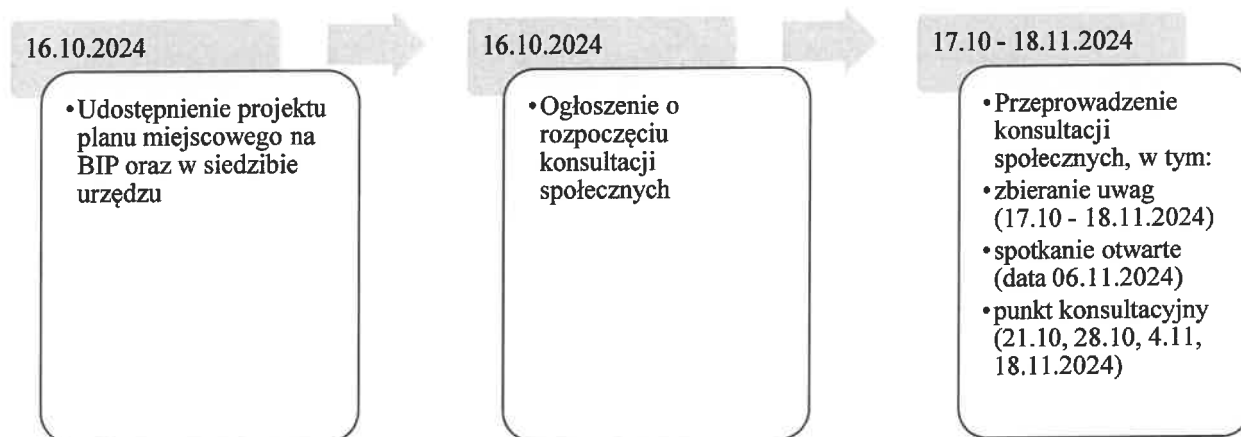 16.10.2024
•Udostępnienie projektu
planu miejscowego na
BIP oraz w siedzibie
urzędzu
16.10.2024
•Ogłoszenie o
rozpoczęciu
konsultacji
społecznych
17.10 - 18.11.2024
•Przeprowadzenie
konsultacji
społecznych, w tym:
•zbieranie uwag
(17.10 - 18.11.2024)
•spotkanie otwarte
(data 06.11.2024)
•punkt konsultacyjny
(21.10, 28.10, 4.11,
18.11.2024)